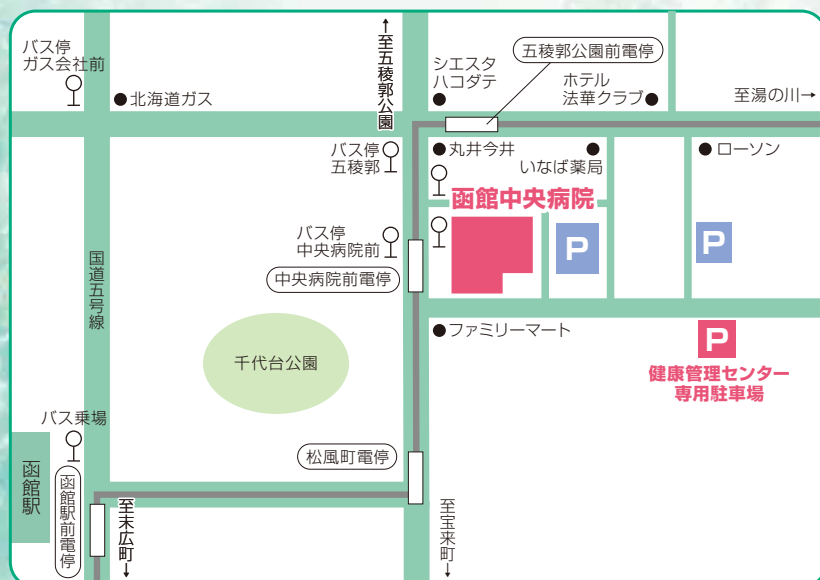 バス停
ガス会社前
●北海道ガス
↑至五稜郭公園
シエスタ
ハコダテ
五稜郭公園前電停
ホテル
法華クラブ
至湯の川→
バス停
五稜郭
丸井今井
いなば薬局
ローソン
函館中央病院
P
P
バス停
中央病院前
中央病院前電停
国道五号線
ファミリーマート
P
健康管理センター
専用駐車場
千代台公園
バス乗場
函館駅
函館駅前電停
松風町電停
至末広町↓
至宝来町↓